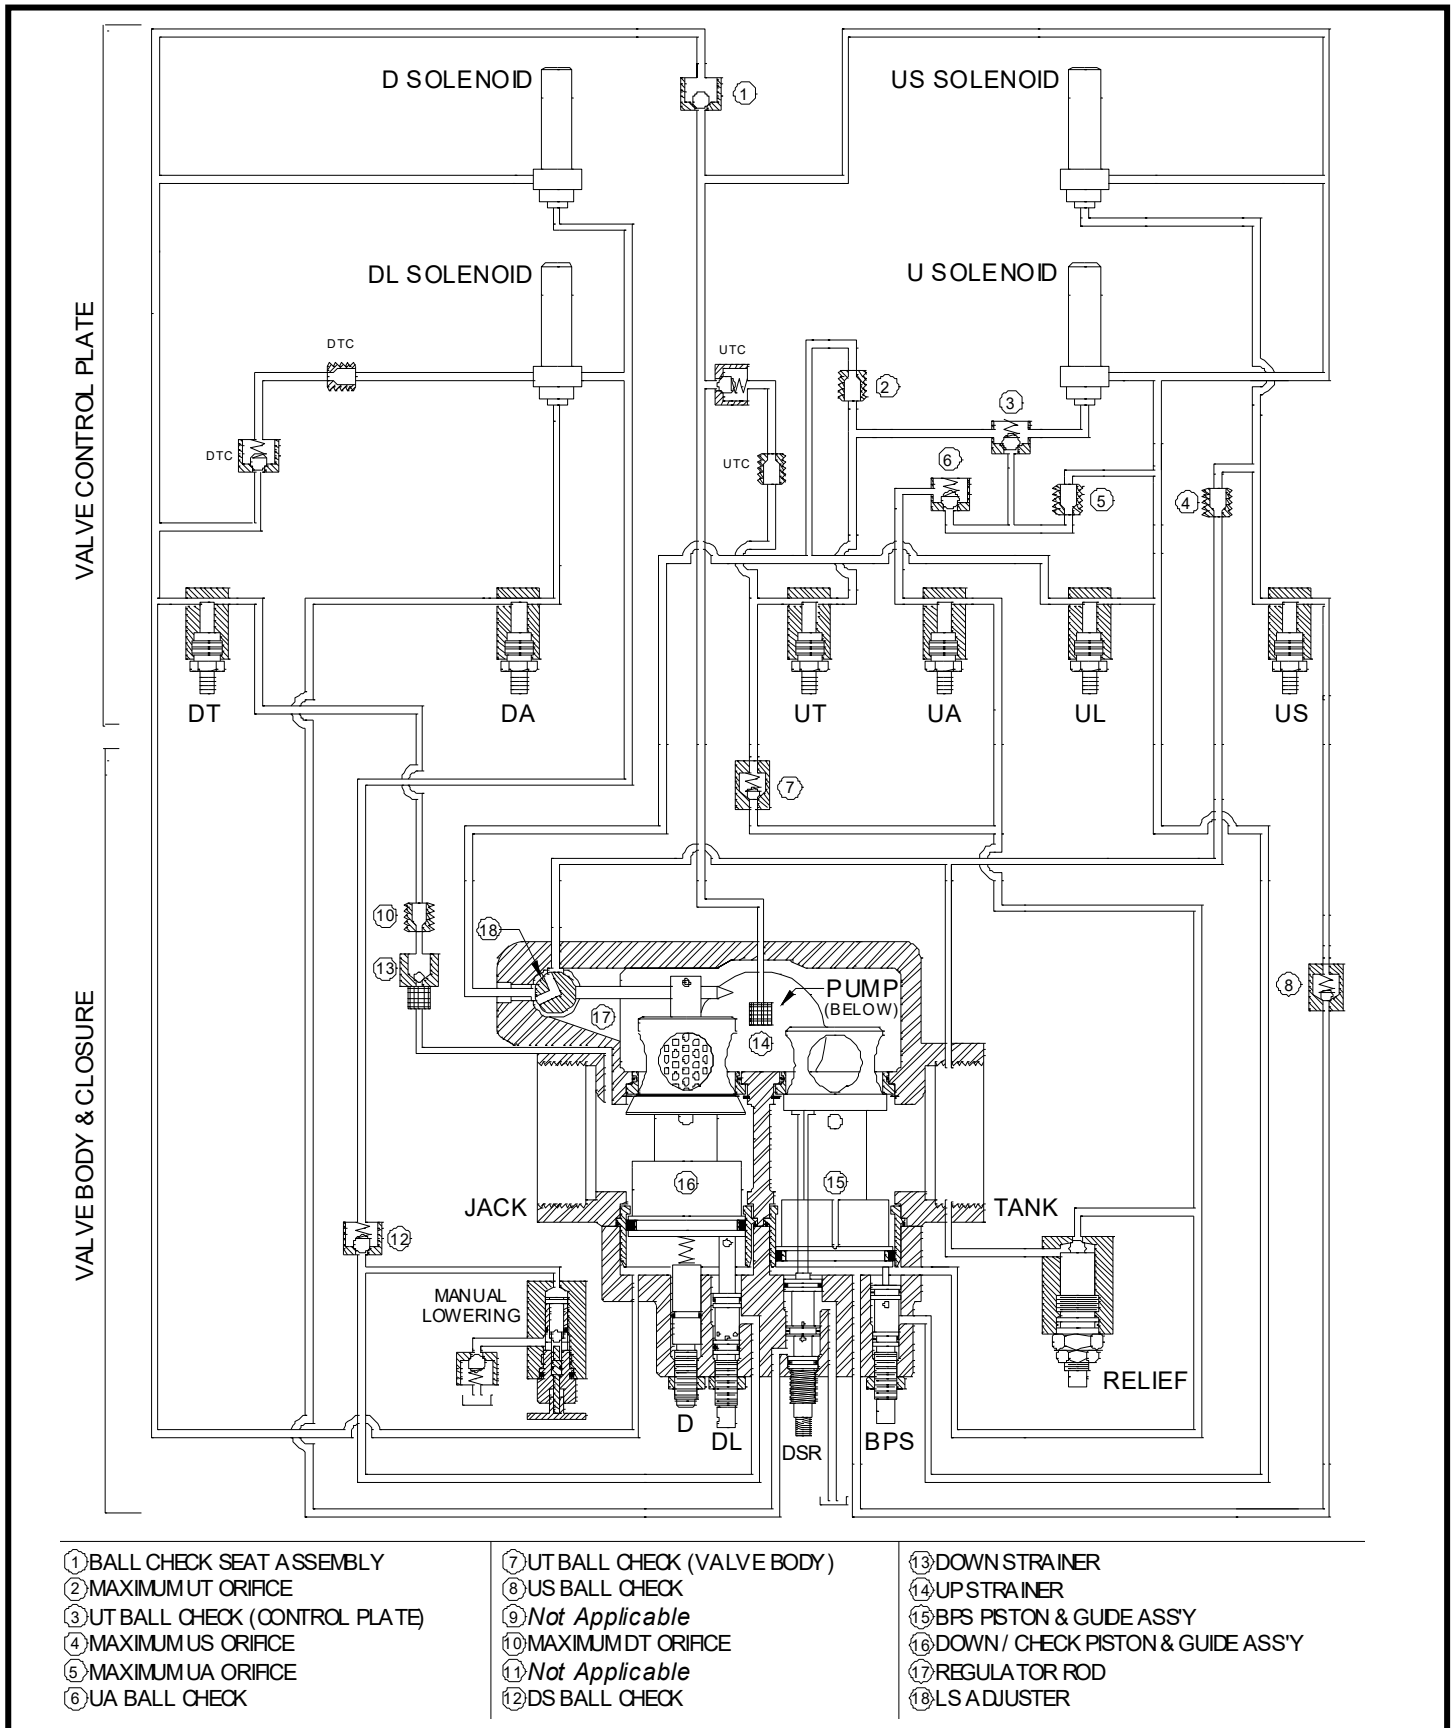 D SOLENOID
US SOLENOID
1
DL SOLENOID
U SOLENOID
VALVE CONTROL PLATE
DTC
UTC
2
3
DTC
UTC
6
5
4
DT
DA
UT
UA
UL
US
7
10
18
13
PUMP
(BELOW)
8
17
14
VALVE BODY & CLOSURE
16
15
JACK
TANK
12
MANUAL
LOWERING
RELIEF
D
DL
DSR
BPS
1 BALL CHECK SEAT ASSEMBLY
2 MAXIMUM UT ORIFICE
3 UT BALL CHECK (CONTROL PLATE)
4 MAXIMUM US ORIFICE
5 MAXIMUM UA ORIFICE
6 UA BALL CHECK
7 UT BALL CHECK (VALVE BODY)
8 US BALL CHECK
9 Not Applicable
10 MAXIMUM DT ORIFICE
11 Not Applicable
12 DS BALL CHECK
13 DOWN STRAINER
14 UP STRAINER
15 BPS PISTON & GUIDE ASS'Y
16 DOWN / CHECK PISTON & GUIDE ASS'Y
17 REGULATOR ROD
18 LS ADJUSTER